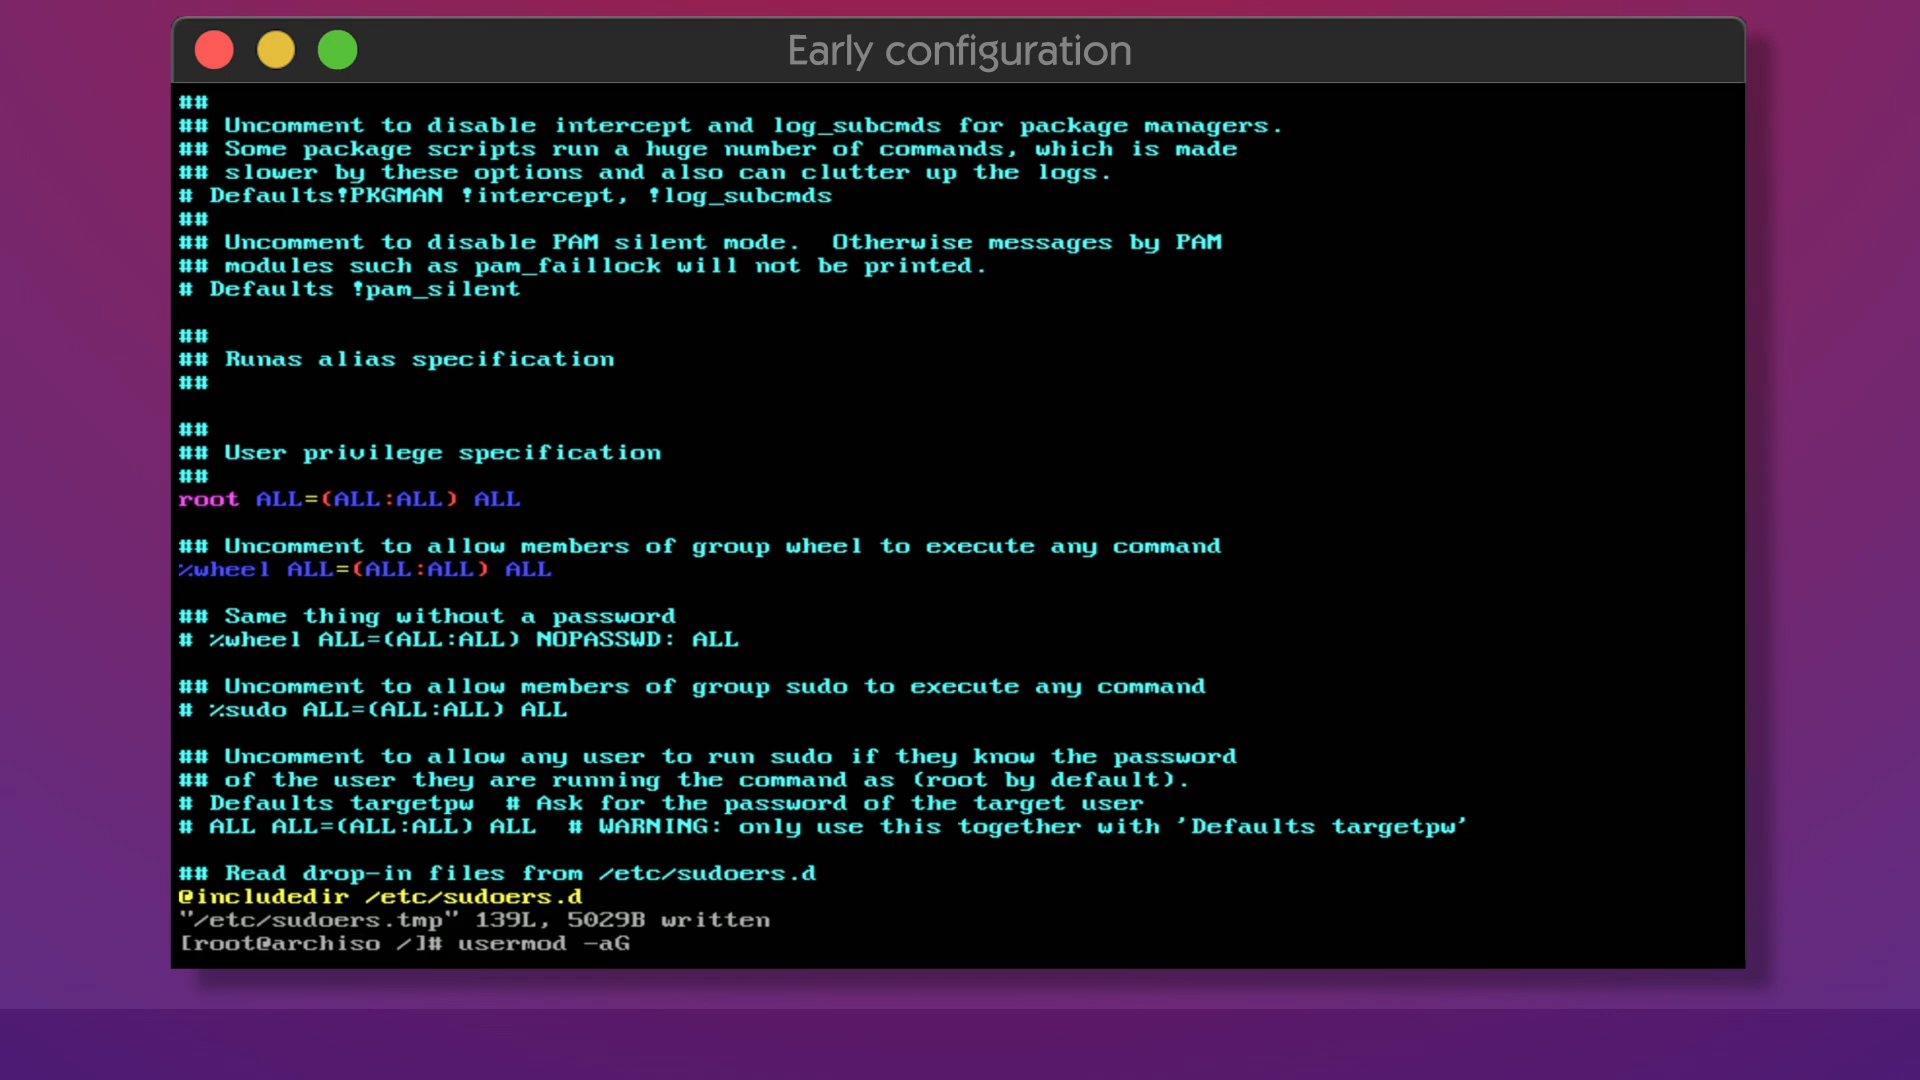 Early configuration
##
## Uncomment to disable intercept and log_subcmds for package managers.
## Some package scripts run a huge number of commands, which is made
## slower by these options and also can clutter up the logs.
# Defaults!PKGMAN !intercept, !log_subcmds
##
## Uncomment to disable PAM silent mode.  Otherwise messages by PAM
## modules such as pam_faillock will not be printed.
# Defaults !pam_silent
##
## Runas alias specification
##
##
## User privilege specification
##
root ALL=(ALL:ALL) ALL
## Uncomment to allow members of group wheel to execute any command
%wheel ALL=(ALL:ALL) ALL
## Same thing without a password
# %wheel ALL=(ALL:ALL) NOPASSWD: ALL
## Uncomment to allow members of group sudo to execute any command
# %sudo ALL=(ALL:ALL) ALL
## Uncomment to allow any user to run sudo if they know the password
## of the user they are running the command as (root by default).
# Defaults targetpw  # Ask for the password of the target user
# ALL ALL=(ALL:ALL) ALL  # WARNING: only use this together with 'Defaults targetpw'
## Read drop-in files from /etc/sudoers.d
@includedir /etc/sudoers.d
"/etc/sudoers.tmp" 139L, 5029B written
[root@archiso /]# usermod -aG